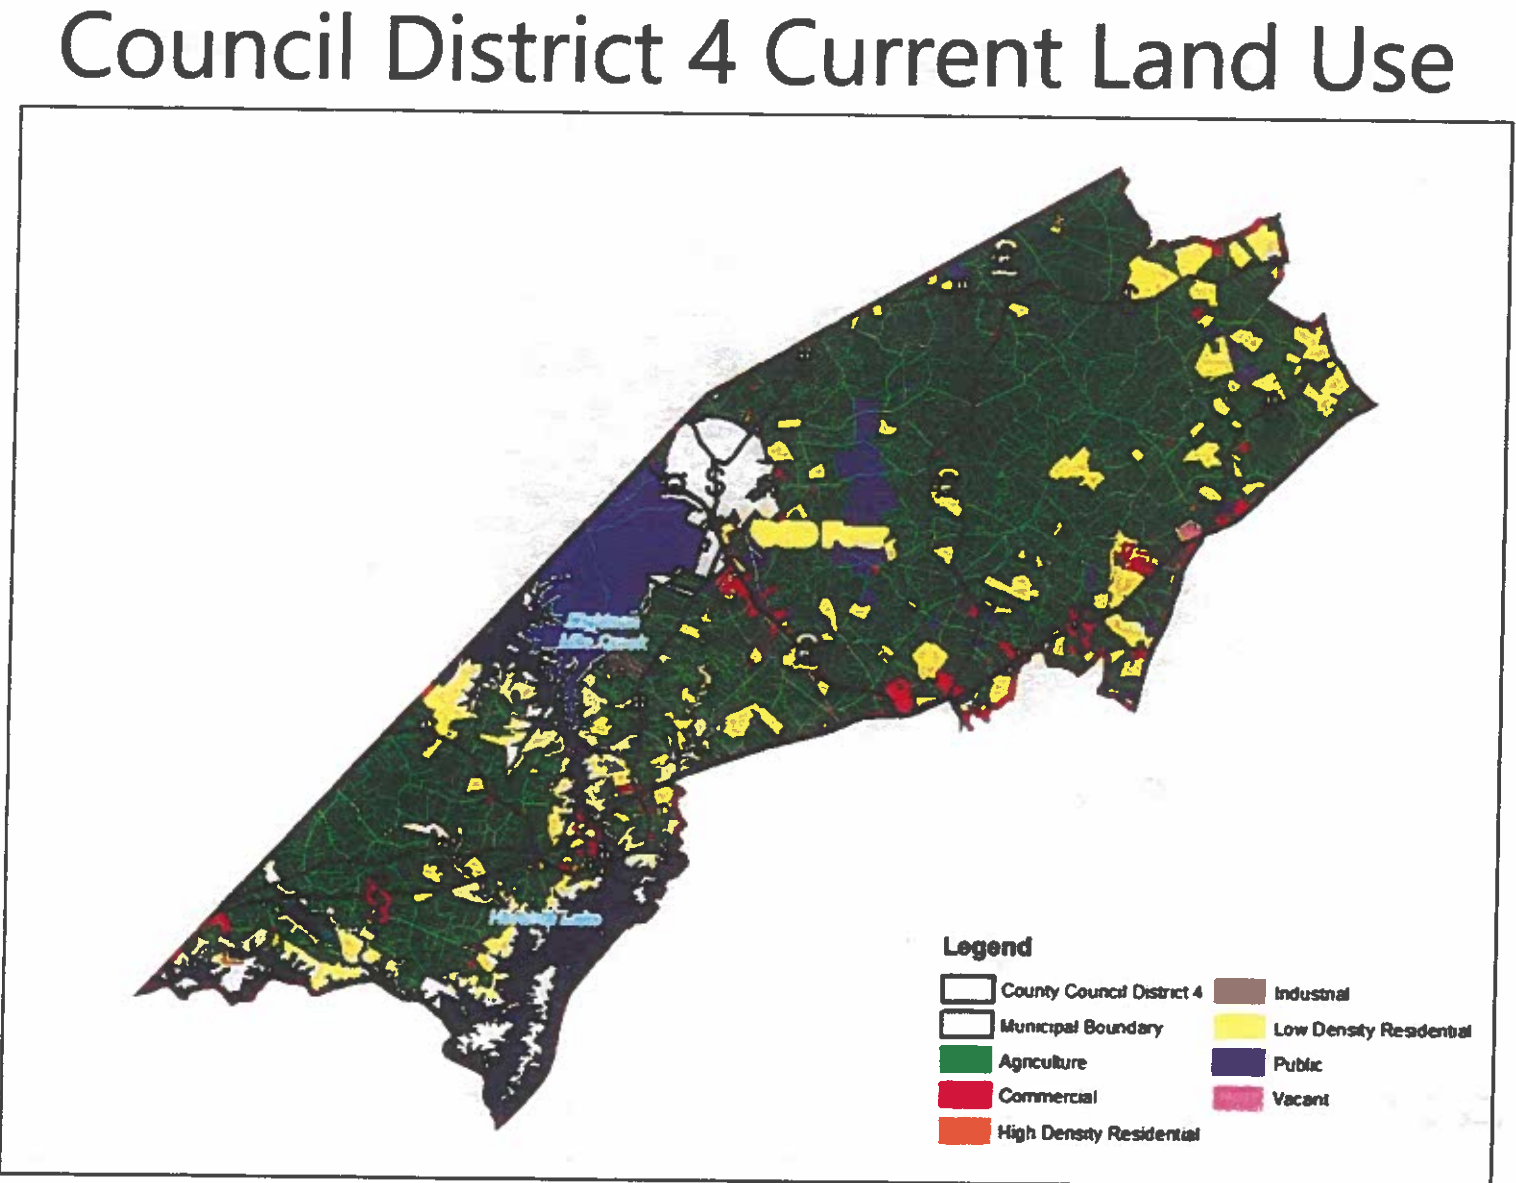 Council District 4 Current Land Use
Legend
County Council District 4
Municipal Boundary
Agriculture
Commercial
High Density Residential
Industrial
Low Density Residential
Public
Vacant
Lake